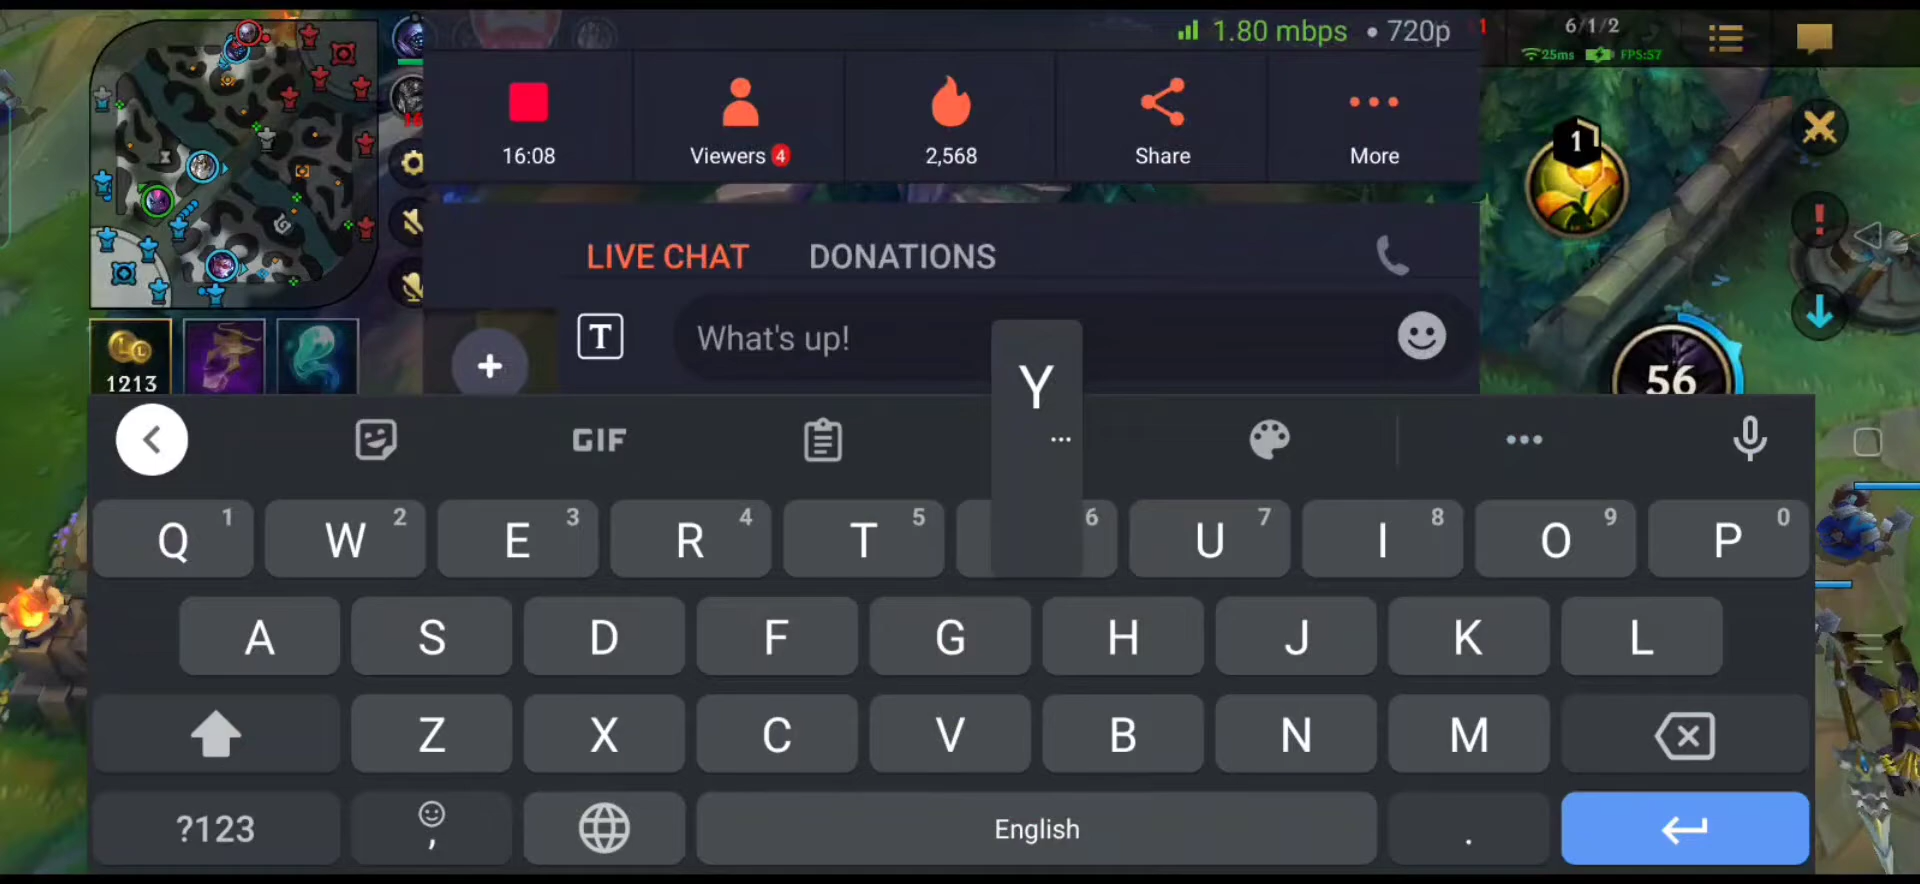 1.80 mbps • 720p
1
6/1/2
25ms
FPS:57
16:08
Viewers 4
2,568
Share
More
1
LIVE CHAT
DONATIONS
T
What's up!
+
1213
56
Y
...
GIF
Q 1 W 2 E 3 R 4 T 5 6 U 7 I 8 O 9 P 0
A S D F G H J K L
Z X C V B N M
?123
,
English
.